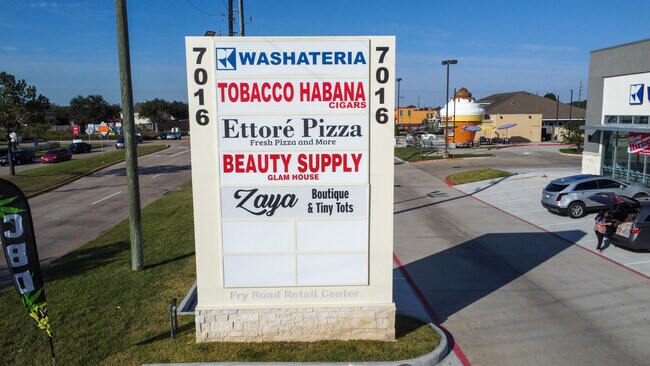 7016
7016
WASHATERIA
TOBACCO HABANA
CIGARS
Ettoré Pizza
Fresh Pizza and More
BEAUTY SUPPLY
GLAM HOUSE
Zaya Boutique
& Tiny Tots
Fry Road Retail Center
CBD